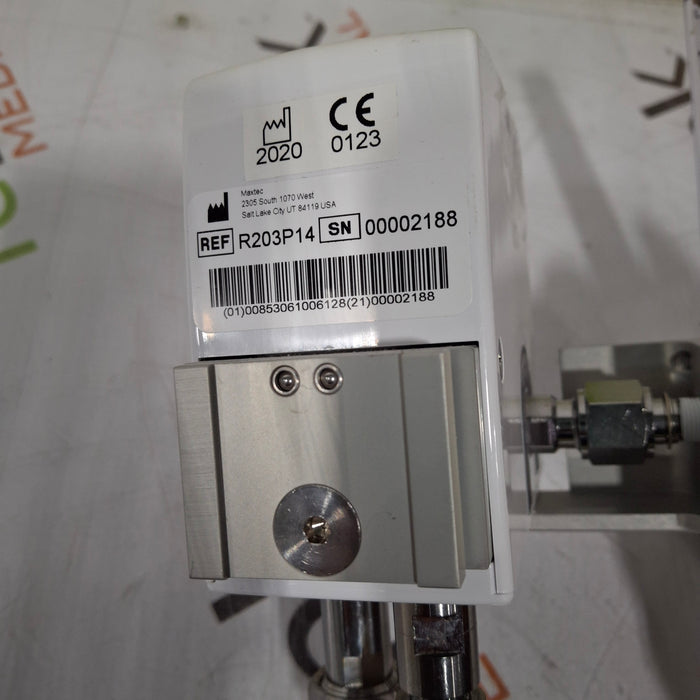 2020
CE
0123
Maxtec
2305 South 1070 West
Salt Lake City UT 84119 USA
REF R203P14 SN 00002188
(01)00853061006128(21)00002188